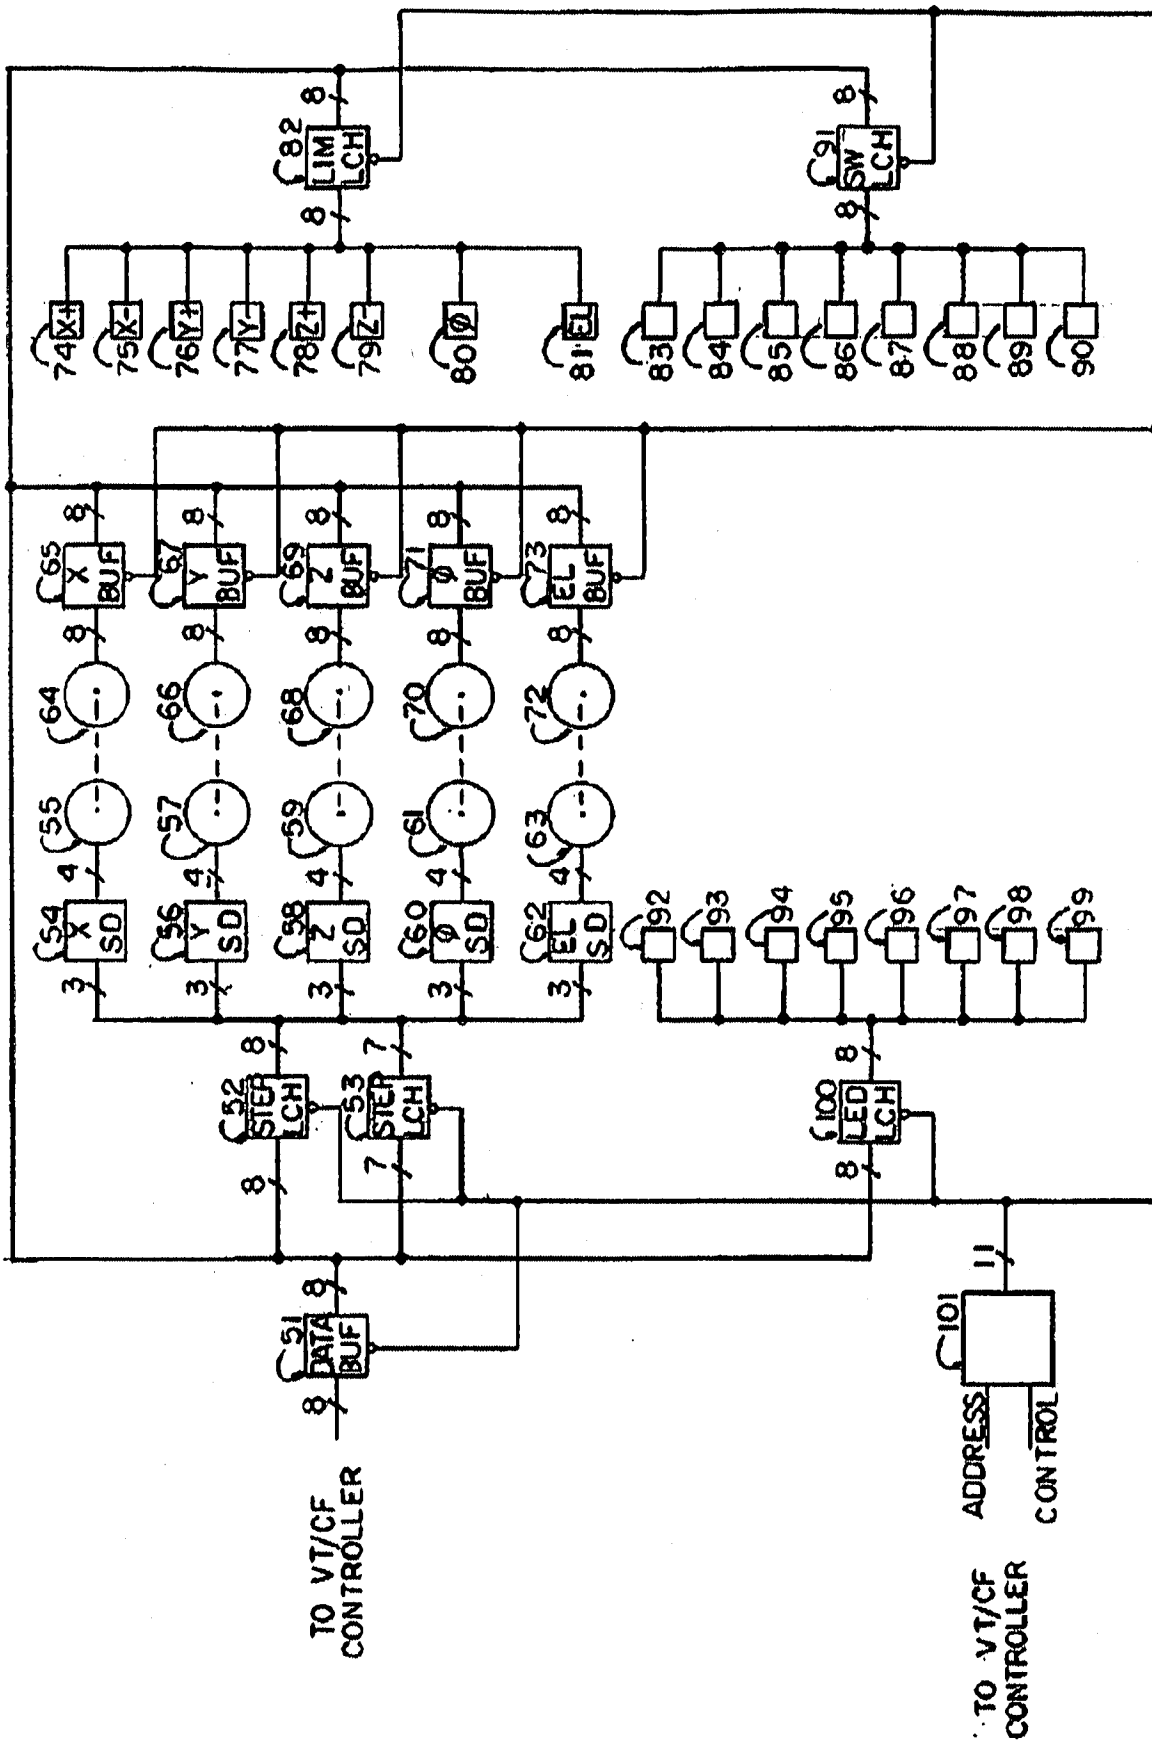 TO VT/CF
CONTROLLER
8
51
DATA
BUF
8
8
52
STEP
LCH
8
7
53
STEP
LCH
7
3
54
X
SD
4
55
64
8
65
X
BUF
8
3
56
Y
SD
4
57
66
8
67
Y
BUF
8
3
58
Z
SD
4
59
68
8
69
Z
BUF
8
3
60
Ø
SD
4
61
70
8
71
Ø
BUF
8
3
62
EL
SD
4
63
72
8
73
EL
BUF
8
74 X+
75 X-
76 Y+
77 Y-
78 Z+
79 Z-
80 Ø
81 EL
8
82
LIM
LCH
8
83
84
85
86
87
88
89
90
8
91
SW
LCH
8
8
100
LED
LCH
8
92
93
94
95
96
97
98
99
TO VT/CF
CONTROLLER
ADDRESS
CONTROL
101
11